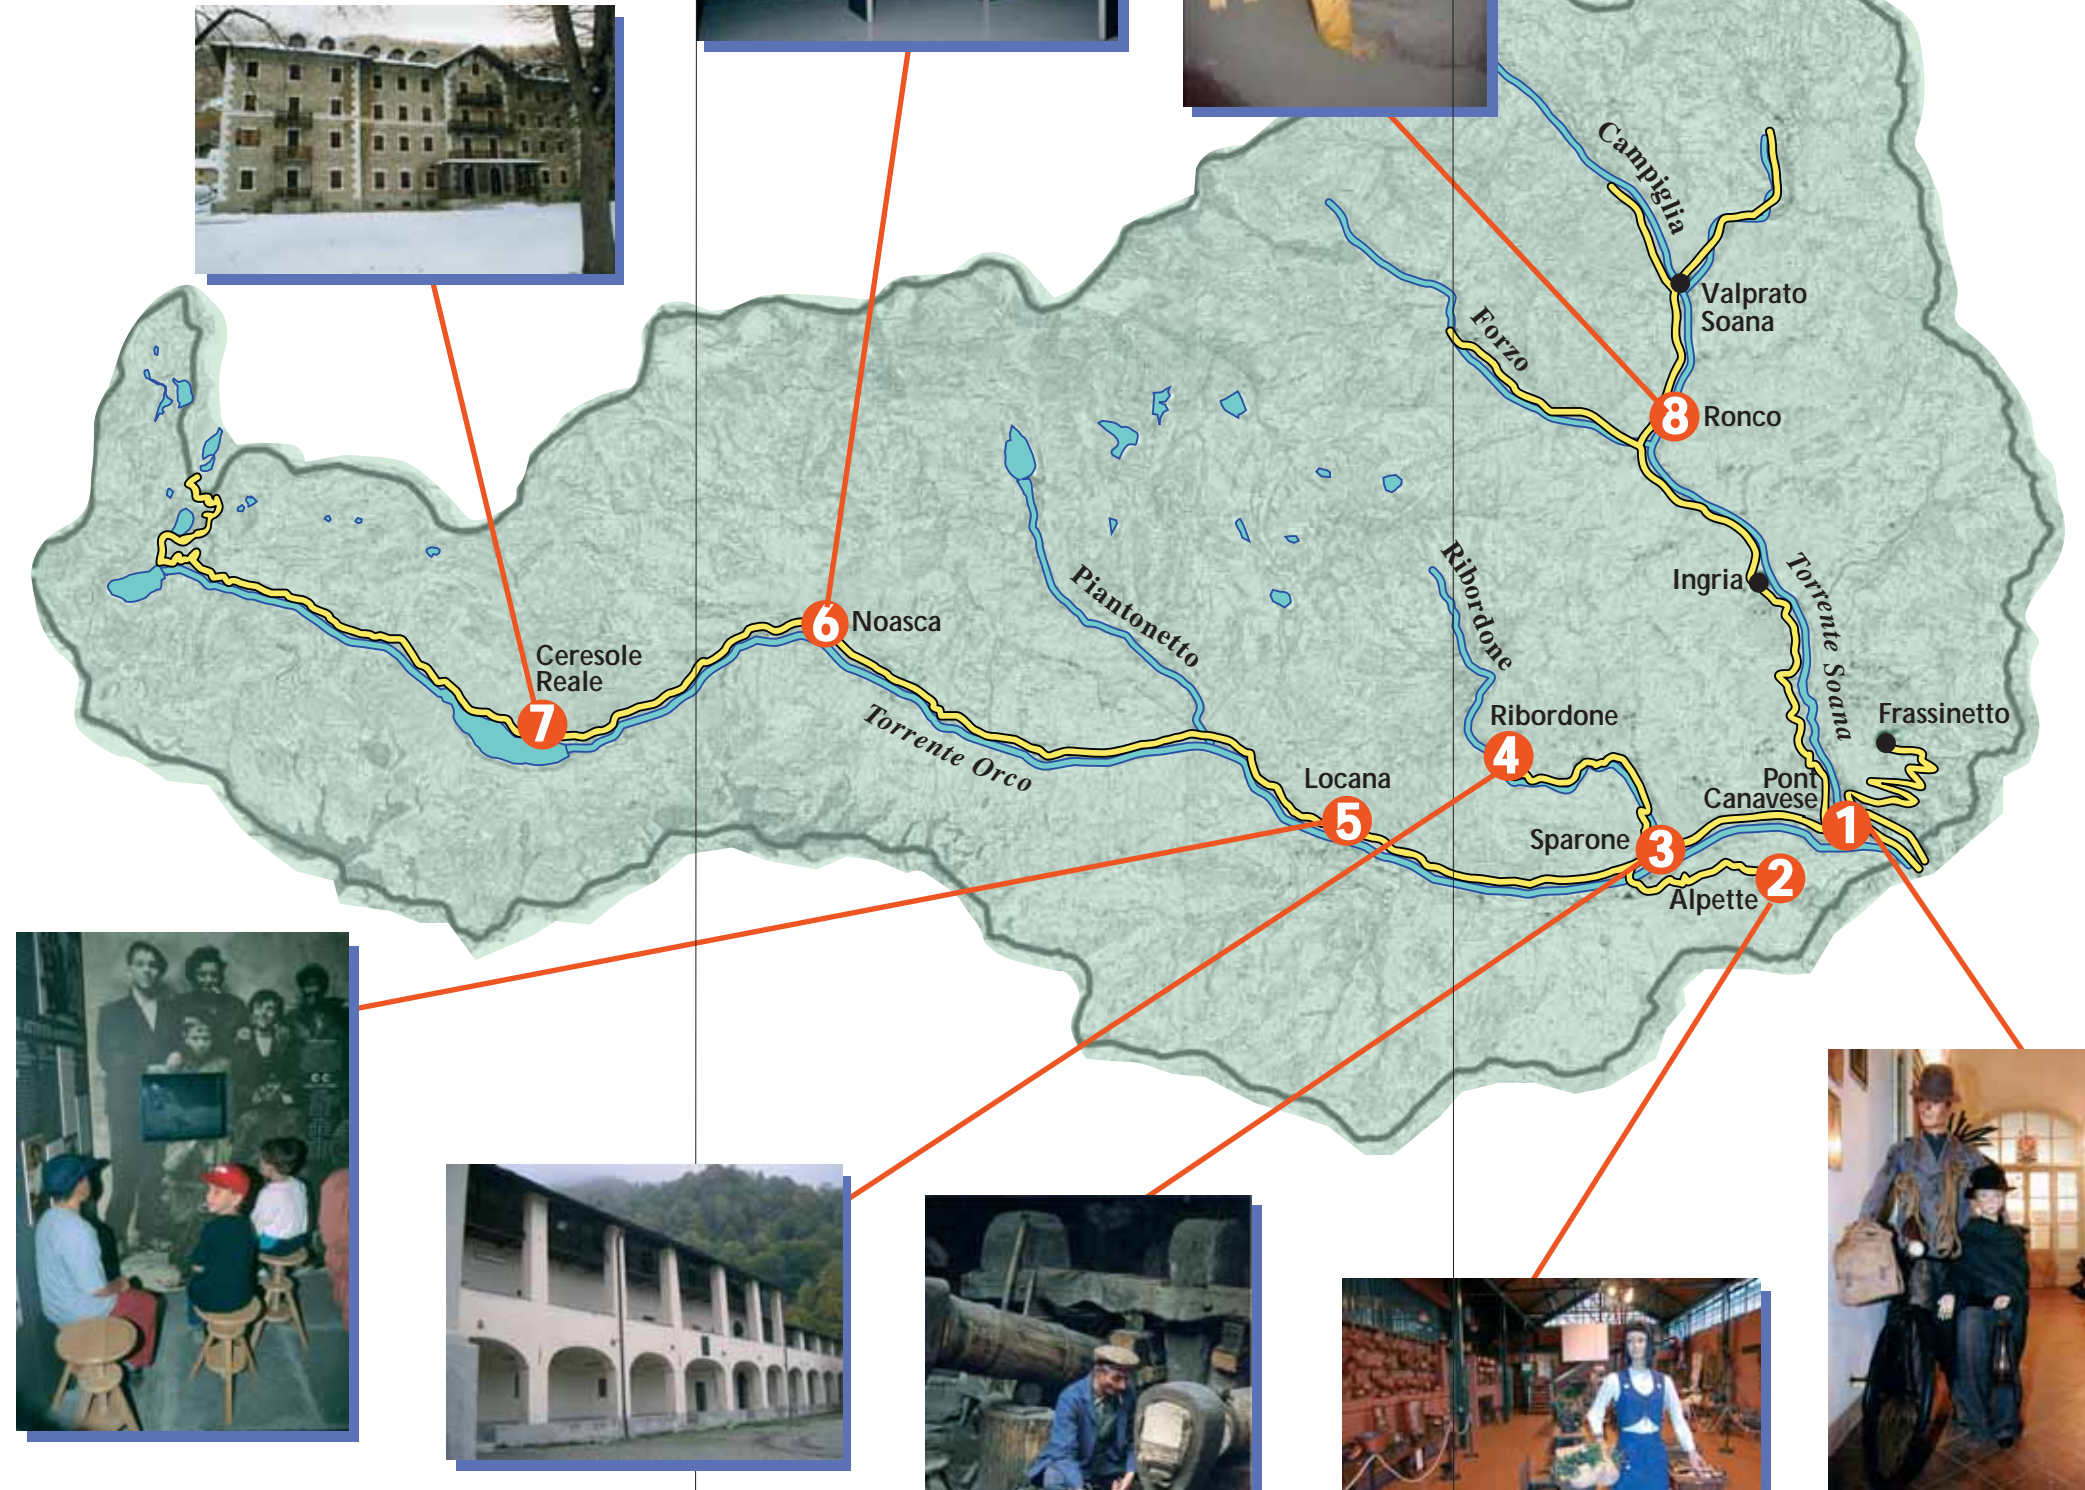 Campiglia
Valprato
Soana
Forzo
8
Ronco
Ribordone
Ingria
Torrente Soana
Piantonetto
6
Noasca
Ceresole
Reale
7
Torrente Orco
Ribordone
4
Frassinetto
Locana
5
Pont
Canavese
1
Sparone
3
2
Alpette